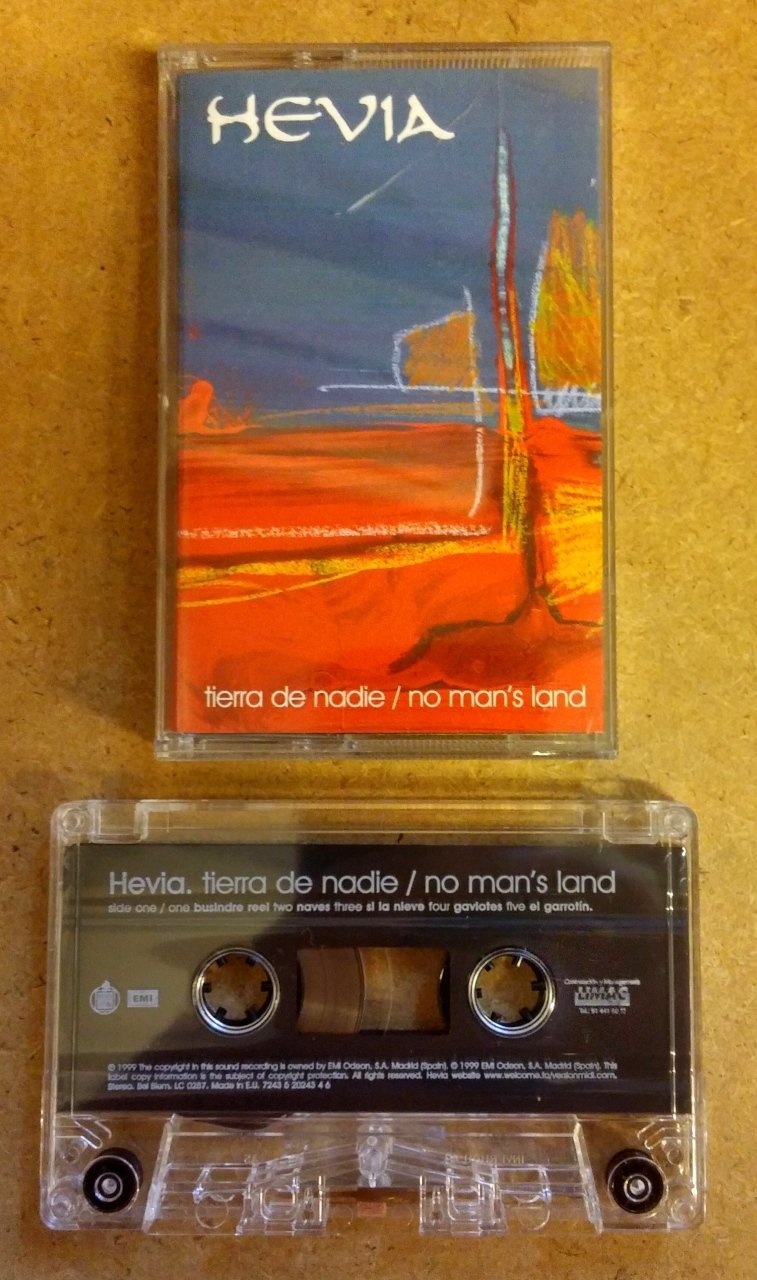 HEVIA
tierra de nadie / no man's land
Hevia. tierra de nadie / no man's land
side one / one busindre reel two naves three si la nieve four gaviotes five el garrotín.
EMI
Contratación y Management
LIMAC
℗ 1999 The copyright in this sound recording is owned by EMI Odeon, S.A. Madrid (Spain). © 1999 EMI Odeon, S.A. Madrid (Spain). This
label copy information is the subject of copyright protection. All rights reserved. Hevia website www.welcome.to/versionmidi.com.
Stereo. Bel Biem. LC 0287. Made in E.U. 7243 5 20243 4 6